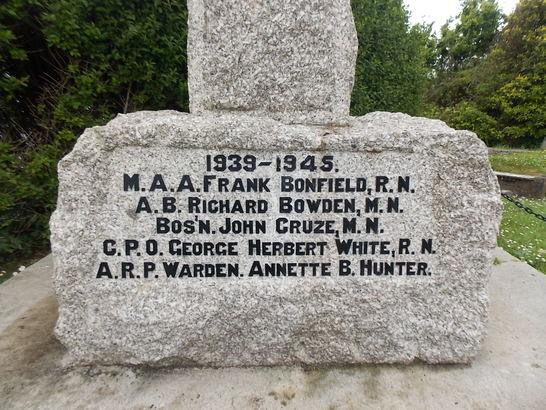 1939-1945.
M.A.A. FRANK BONFIELD, R.N.
A.B. RICHARD BOWDEN, M.N.
BOS'N. JOHN CRUZE, M.N.
C.P.O. GEORGE HERBERT WHITE, R.N.
A.R.P. WARDEN. ANNETTE B. HUNTER.